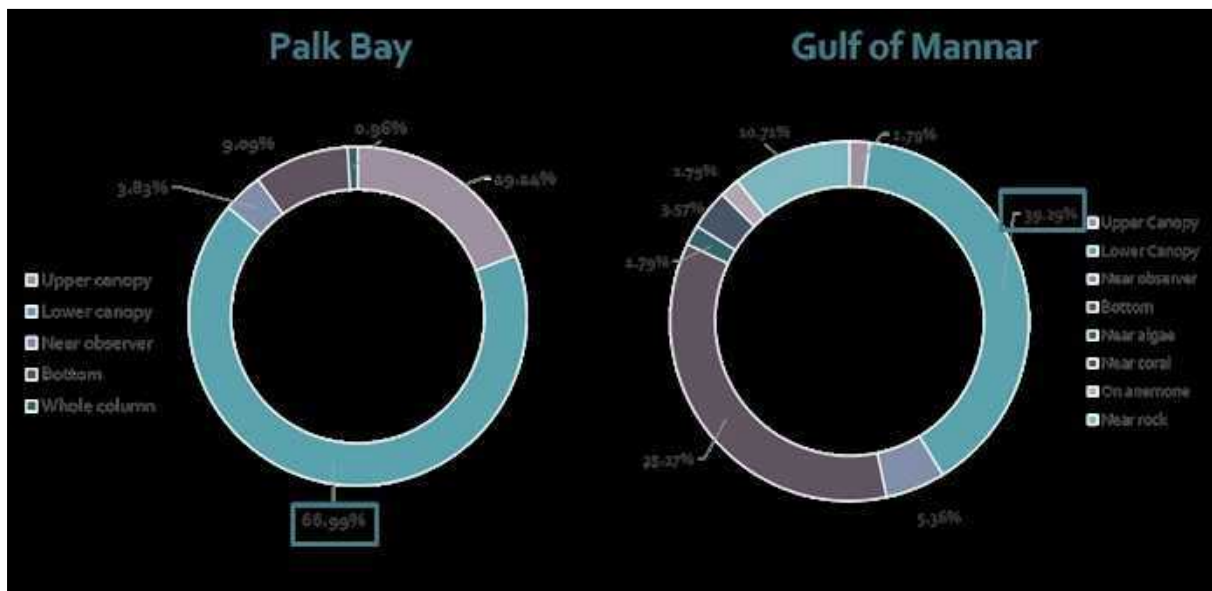 Palk Bay
Gulf of Mannar
0.96%
9.09%
3.83%
19.14%
66.99%
Upper canopy
Lower canopy
Near observer
Bottom
Whole column
10.71%
1.79%
1.79%
3.57%
1.79%
39.29%
5.36%
Upper Canopy
Lower Canopy
Near observer
Bottom
Near algae
Near coral
On anemone
Near rock